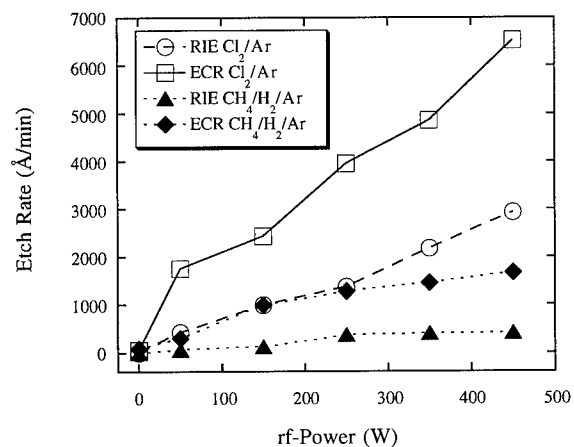 7000
6000
5000
4000
3000
2000
1000
0
Etch Rate (Å/min)
RIE Cl2/Ar
ECR Cl2/Ar
RIE CH4/H2/Ar
ECR CH4/H2/Ar
0 100 200 300 400 500
rf-Power (W)